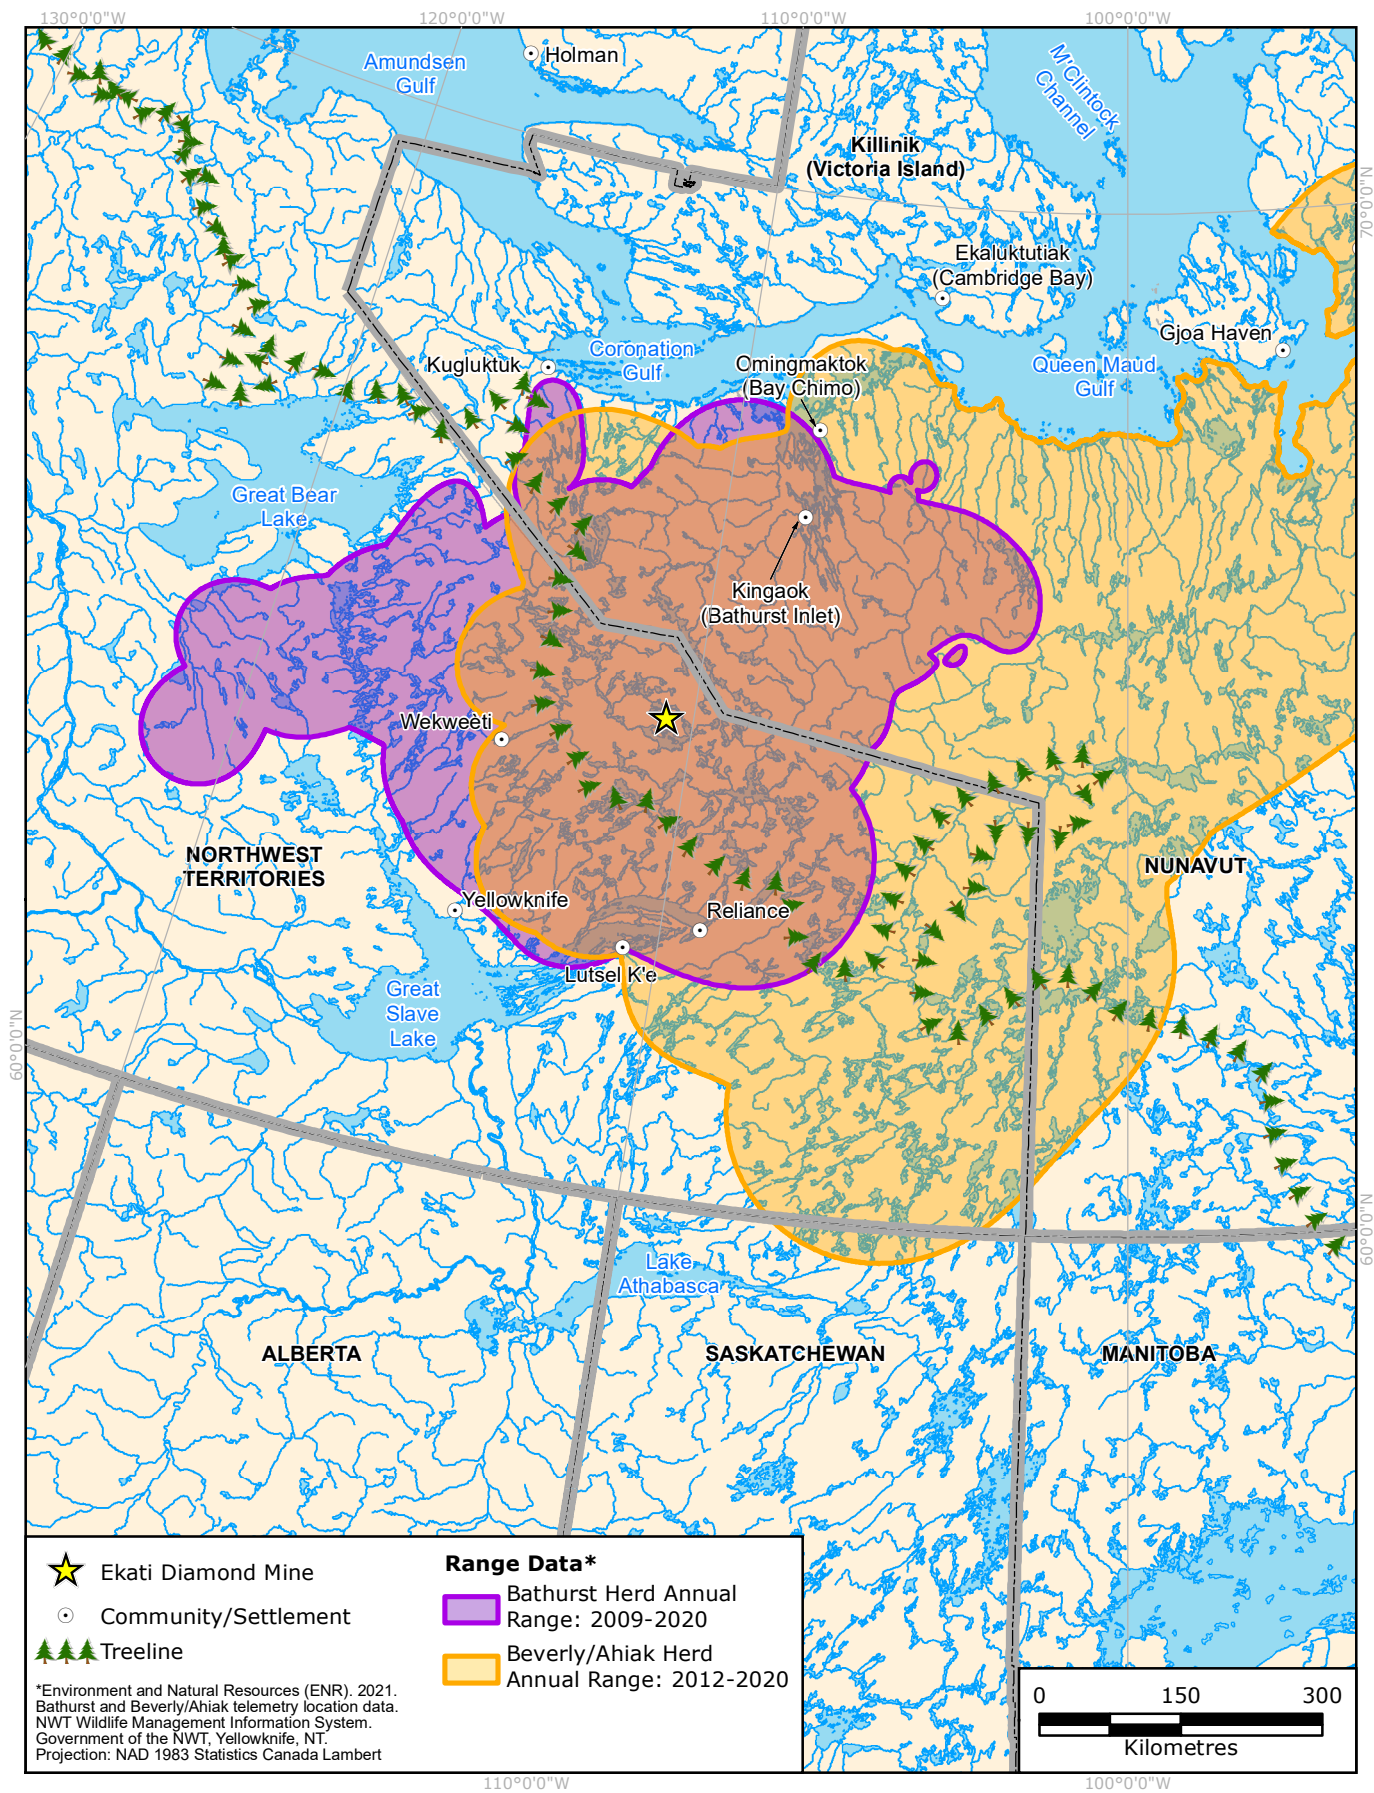 130°0'0"W
120°0'0"W
110°0'0"W
100°0'0"W
Amundsen
Gulf
Holman
M'Clintock
Channel
Killinik
(Victoria Island)
70°0'0"N
Ekaluktutiak
(Cambridge Bay)
Gjoa Haven
Kugluktuk
Coronation
Gulf
Omingmaktok
(Bay Chimo)
Queen Maud
Gulf
Great Bear
Lake
Kingaok
(Bathurst Inlet)
Wekweètì
NORTHWEST
TERRITORIES
NUNAVUT
Yellowknife
Reliance
Lutsel K'e
Great
Slave
Lake
60°0'0"N
60°0'0"N
Lake
Athabasca
ALBERTA
SASKATCHEWAN
MANITOBA
Ekati Diamond Mine
Community/Settlement
Treeline
Range Data*
Bathurst Herd Annual
Range: 2009-2020
Beverly/Ahiak Herd
Annual Range: 2012-2020
*Environment and Natural Resources (ENR). 2021.
Bathurst and Beverly/Ahiak telemetry location data.
NWT Wildlife Management Information System.
Government of the NWT, Yellowknife, NT.
Projection: NAD 1983 Statistics Canada Lambert
0 150 300
Kilometres
110°0'0"W
100°0'0"W